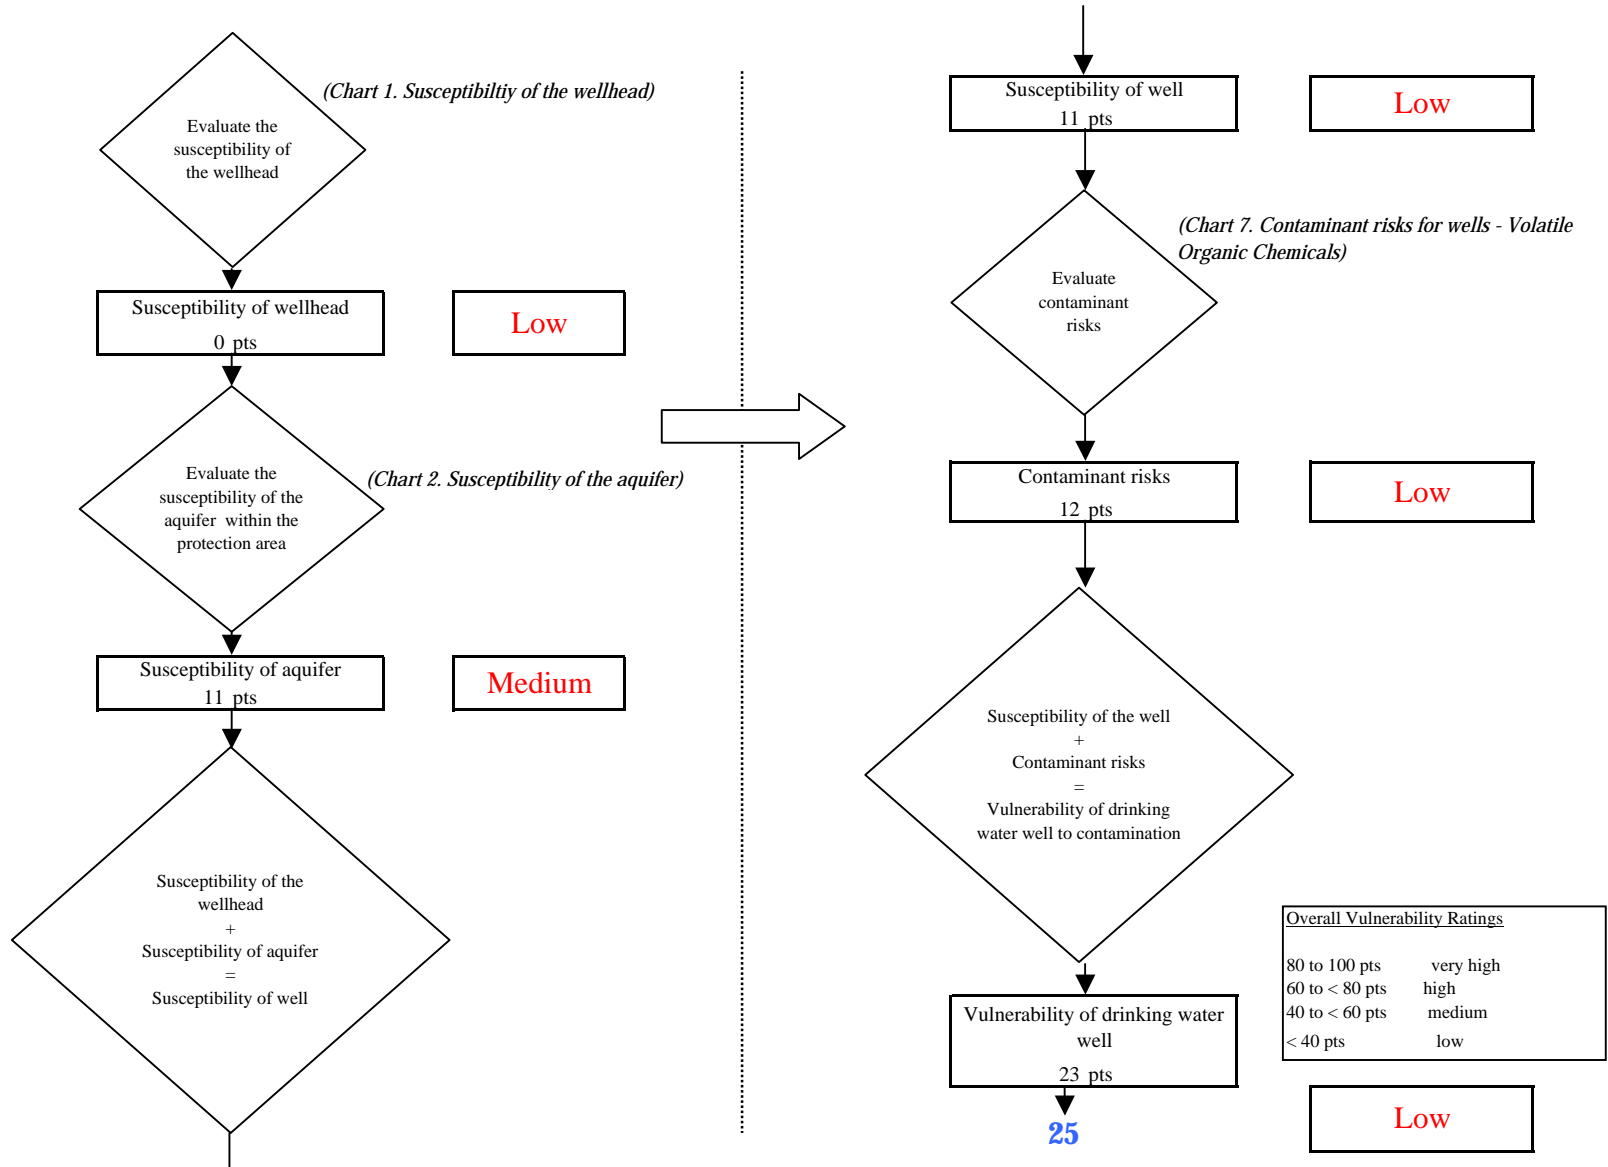 (Chart 1. Susceptibiltiy of the wellhead)
Evaluate the
susceptibility of
the wellhead
Susceptibility of wellhead
0 pts
Low
Evaluate the
susceptibility of the
aquifer within the
protection area
(Chart 2. Susceptibility of the aquifer)
Susceptibility of aquifer
11 pts
Medium
Susceptibility of the
wellhead
+
Susceptibility of aquifer
=
Susceptibility of well
Susceptibility of well
11 pts
Low
(Chart 7. Contaminant risks for wells - Volatile
Organic Chemicals)
Evaluate
contaminant
risks
Contaminant risks
12 pts
Low
Susceptibility of the well
+
Contaminant risks
=
Vulnerability of drinking
water well to contamination
Overall Vulnerability Ratings
80 to 100 pts very high
60 to < 80 pts high
40 to < 60 pts medium
< 40 pts low
Vulnerability of drinking water
well
23 pts
25
Low